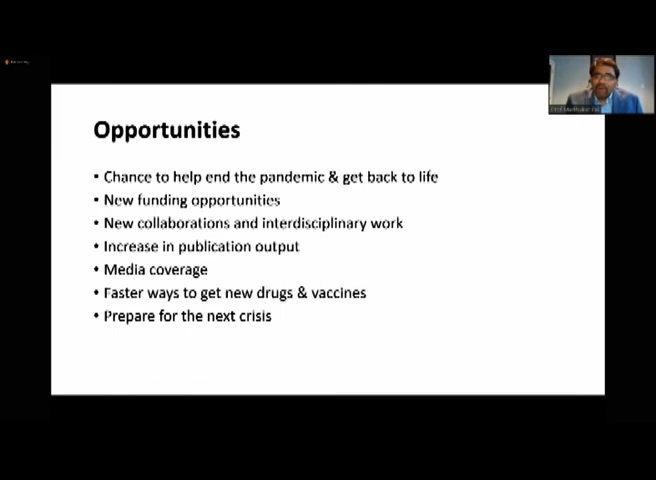 Opportunities
• Chance to help end the pandemic & get back to life
• New funding opportunities
• New collaborations and interdisciplinary work
• Increase in publication output
• Media coverage
• Faster ways to get new drugs & vaccines
• Prepare for the next crisis